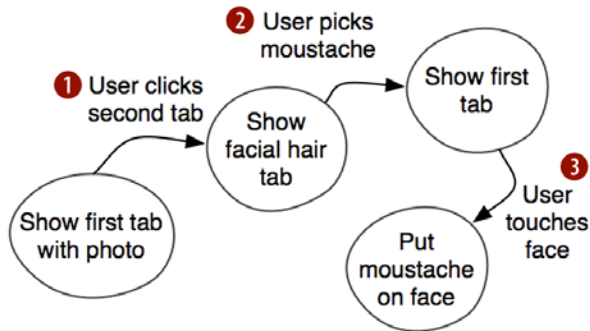 Show first tab
with photo
1 User clicks
second tab
Show
facial hair
tab
2 User picks
moustache
Show first
tab
3
User
touches
face
Put
moustache
on face